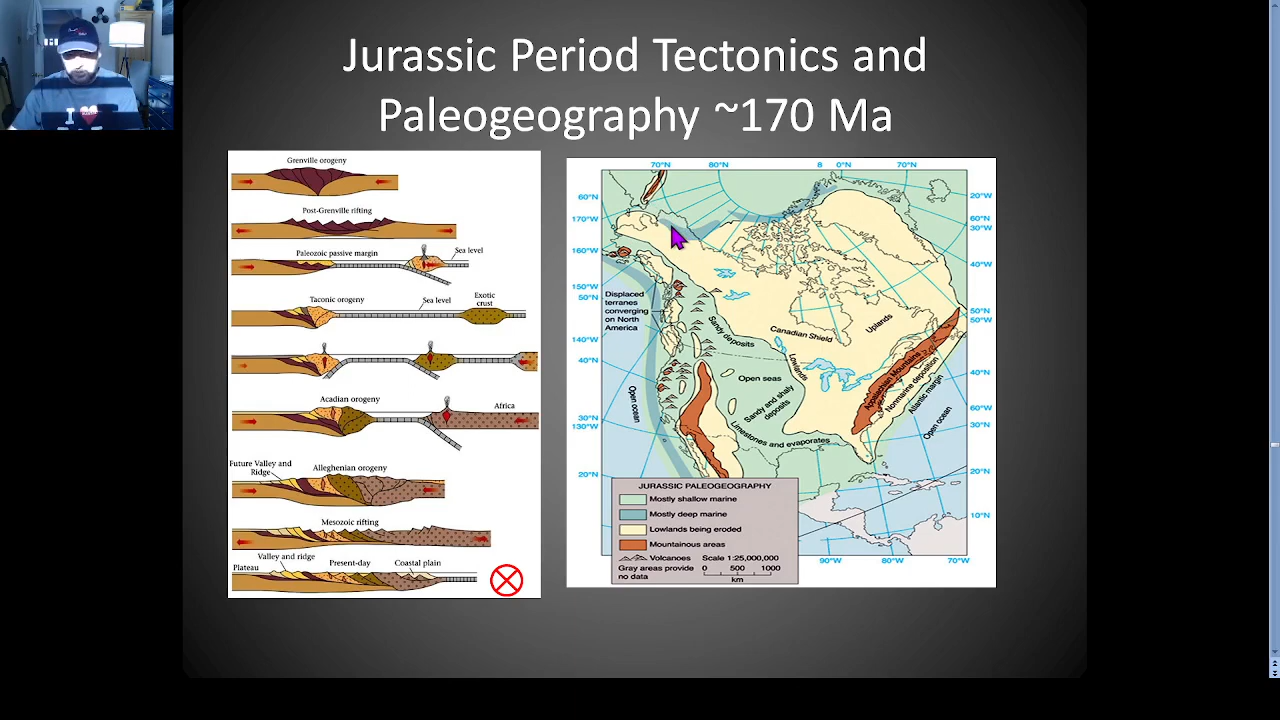 Jurassic Period Tectonics and
Paleogeography ~170 Ma
I
Grenville orogeny
Post-Grenville rifting
Paleozoic passive margin
Sea level
Taconic orogeny
Sea level
Exotic
crust
Acadian orogeny
Africa
Future Valley and
Ridge
Alleghenian orogeny
Mesozoic rifting
Valley and ridge
Plateau
Present-day
Coastal plain
70°N
80°N
8
0°N
70°N
60°N
170°W
160°W
150°W
50°N
140°W
40°N
30°N
130°W
20°N
20°W
60°N
30°W
40°W
50°N
50°W
40°N
60°W
30°N
20°N
10°N
90°W
80°W
70°W
Displaced
terranes
converging
on North
America
Sandy deposits
Canadian Shield
Uplands
Lowlands
Open seas
Sandy and shaly
deposits
Limestones and evaporites
Appalachian Mountains
Nonmarine deposition
Atlantic margin
Open ocean
Open ocean
JURASSIC PALEOGEOGRAPHY
Mostly shallow marine
Mostly deep marine
Lowlands being eroded
Mountainous areas
Volcanoes
Scale 1:25,000,000
Gray areas provide
no data
0 500 1000
km